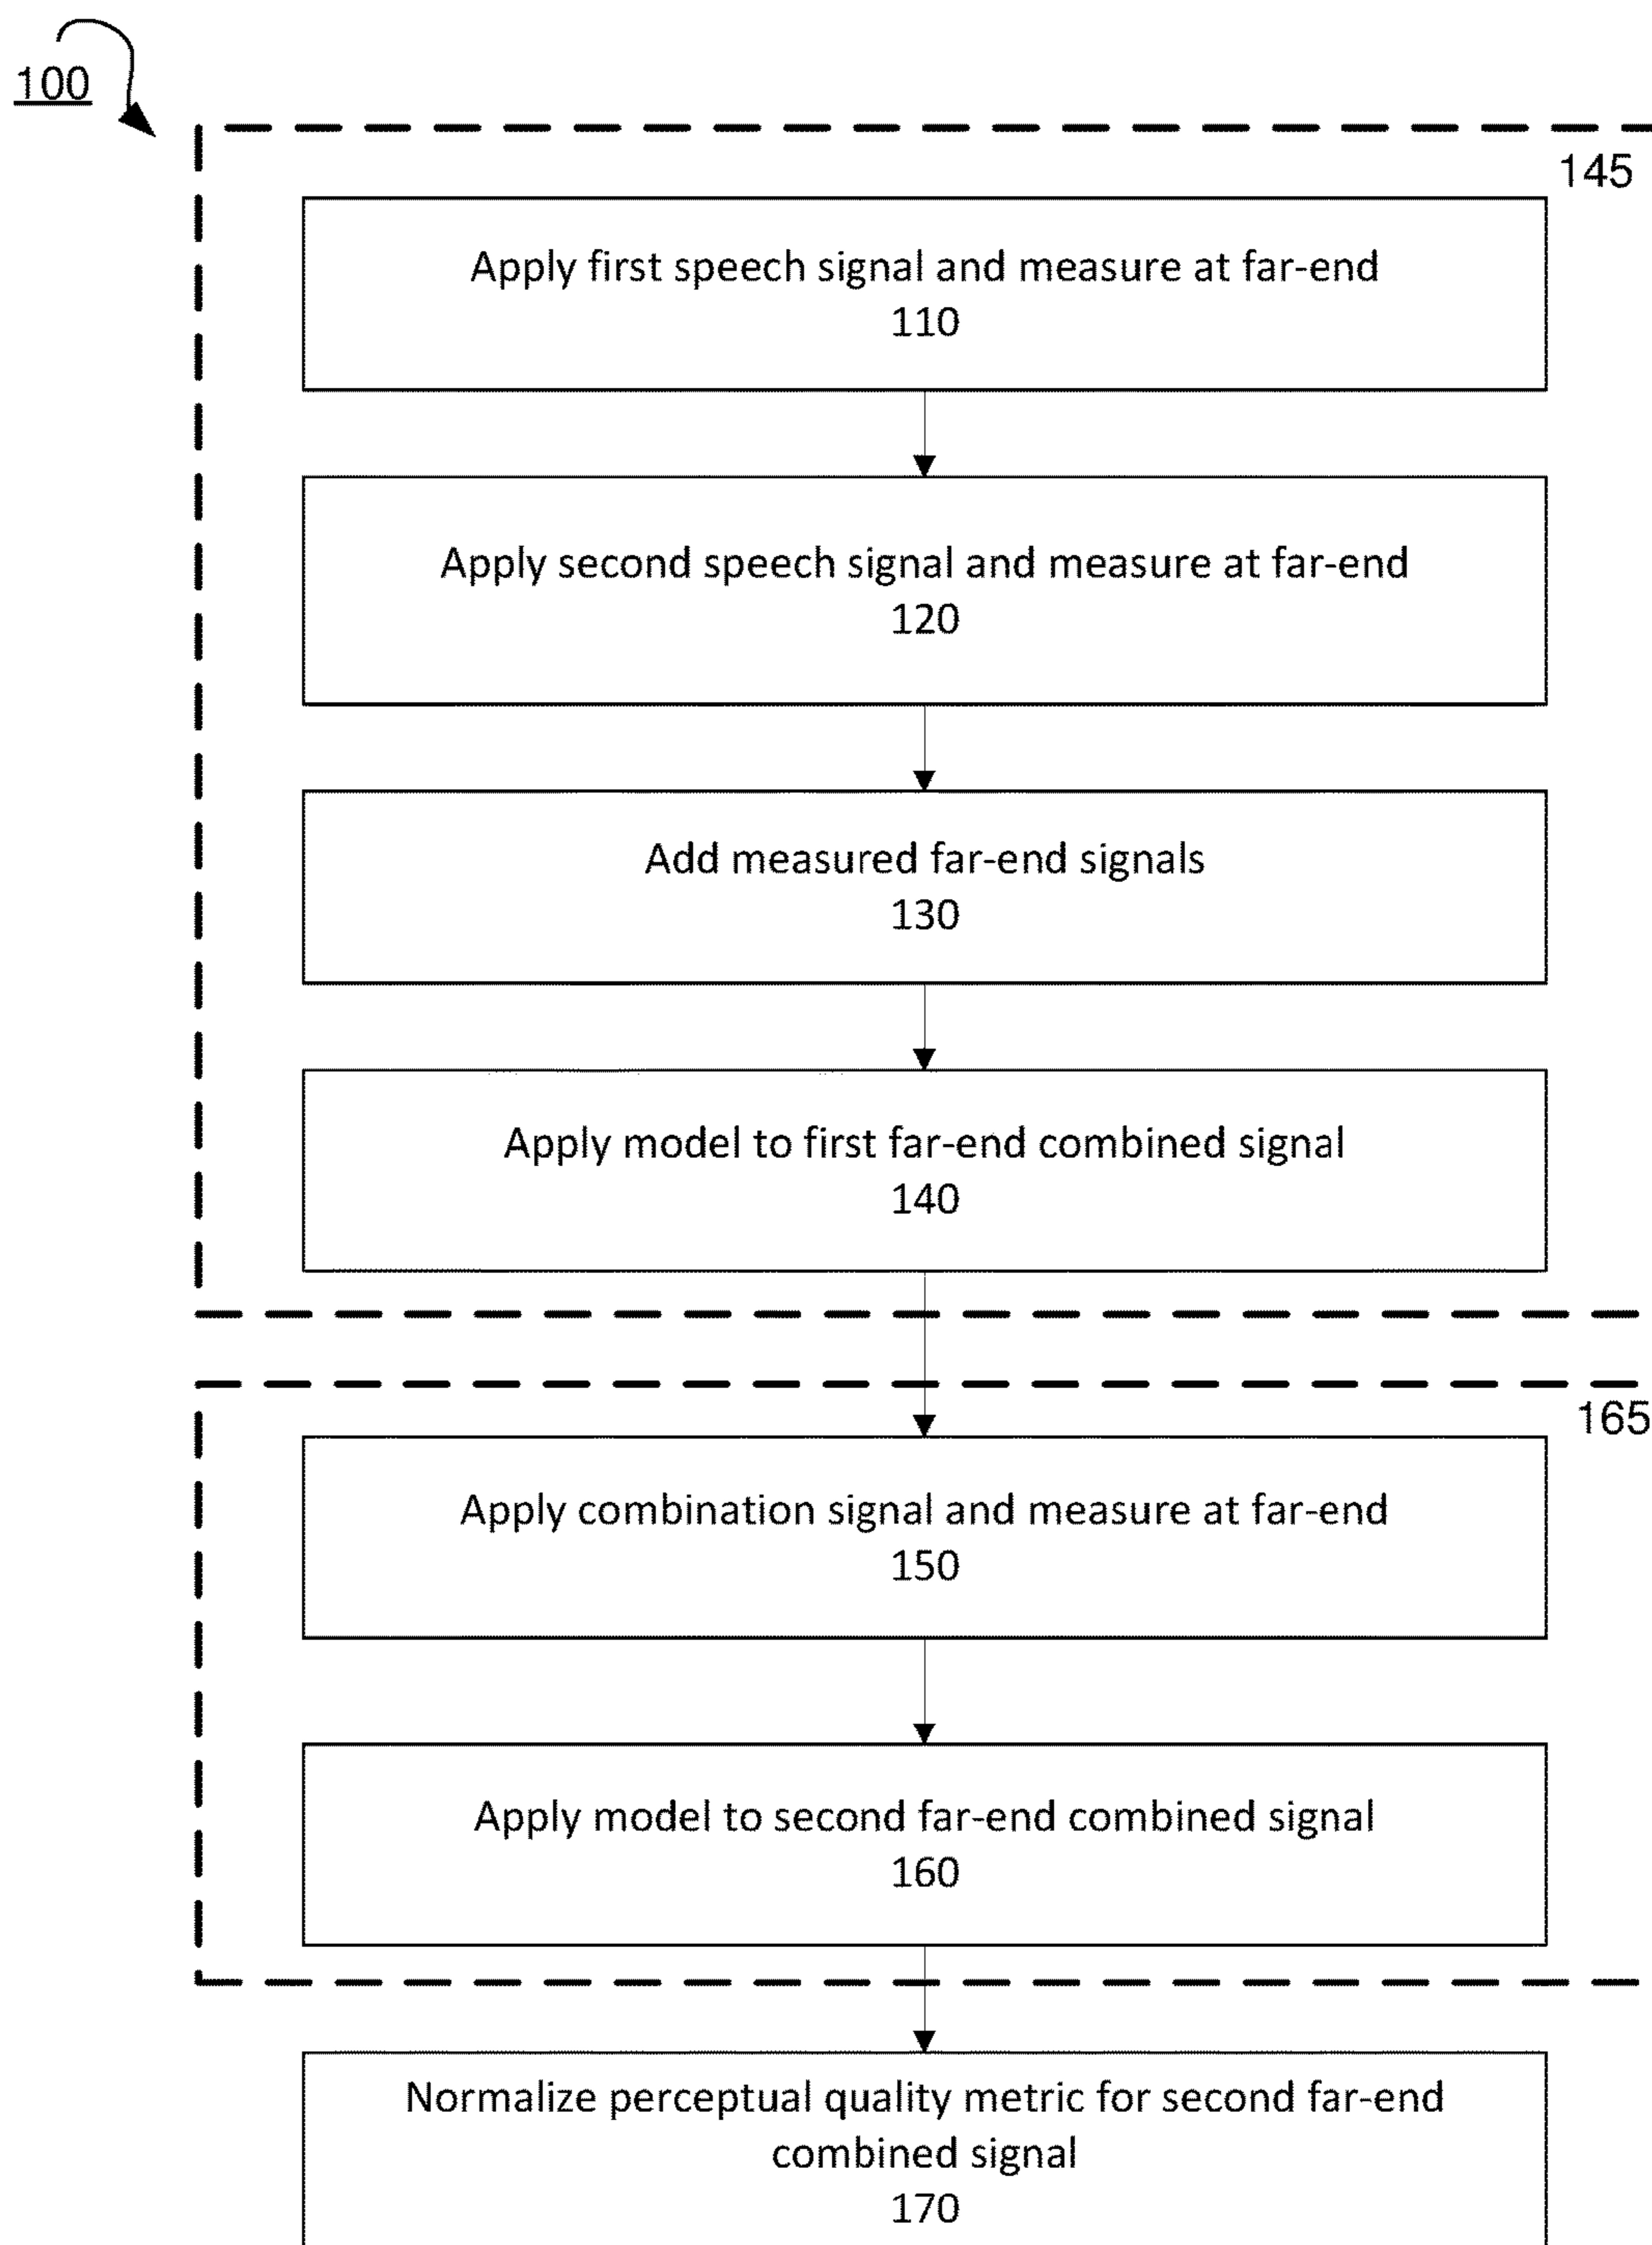 100
145
Apply first speech signal and measure at far-end
110
Apply second speech signal and measure at far-end
120
Add measured far-end signals
130
Apply model to first far-end combined signal
140
165
Apply combination signal and measure at far-end
150
Apply model to second far-end combined signal
160
Normalize perceptual quality metric for second far-end
combined signal
170